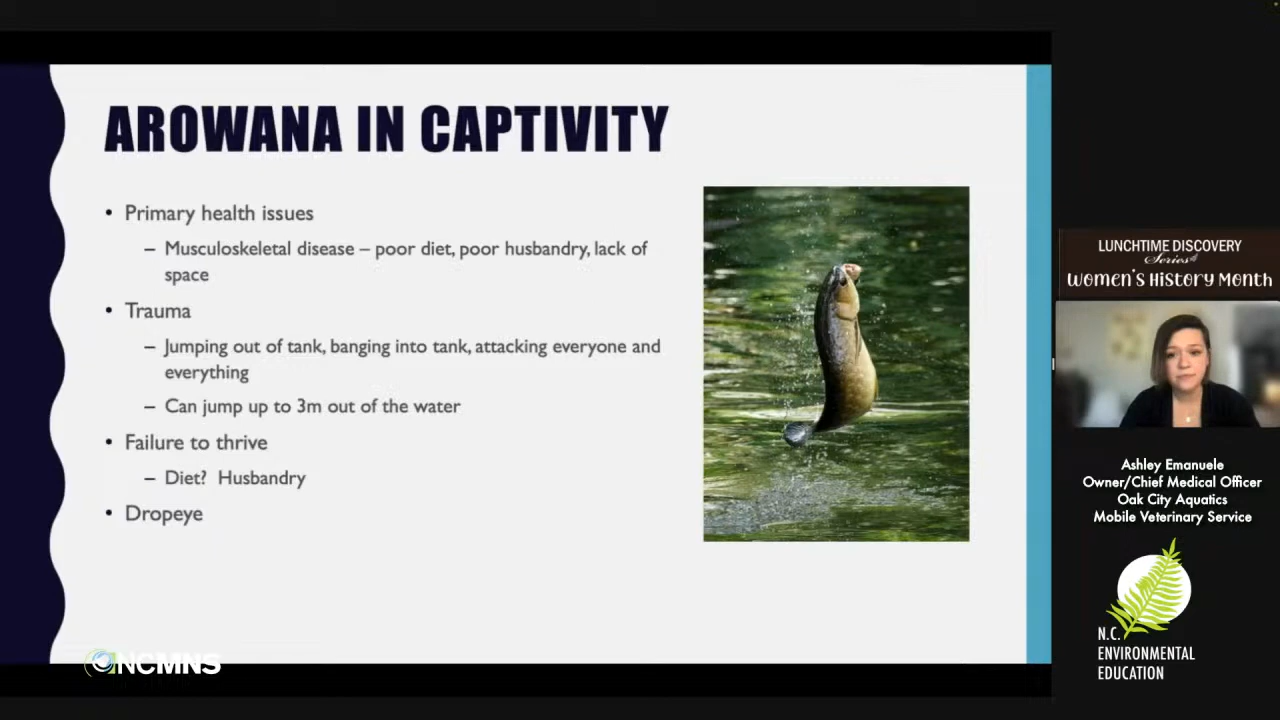 AROWANA IN CAPTIVITY
• Primary health issues
– Musculoskeletal disease – poor diet, poor husbandry, lack of
space
• Trauma
– Jumping out of tank, banging into tank, attacking everyone and
everything
– Can jump up to 3m out of the water
• Failure to thrive
– Diet? Husbandry
• Dropeye
NCMNS
LUNCHTIME DISCOVERY
Series
Women's History Month
Ashley Emanuele
Owner/Chief Medical Officer
Oak City Aquatics
Mobile Veterinary Service
N.C.
ENVIRONMENTAL
EDUCATION